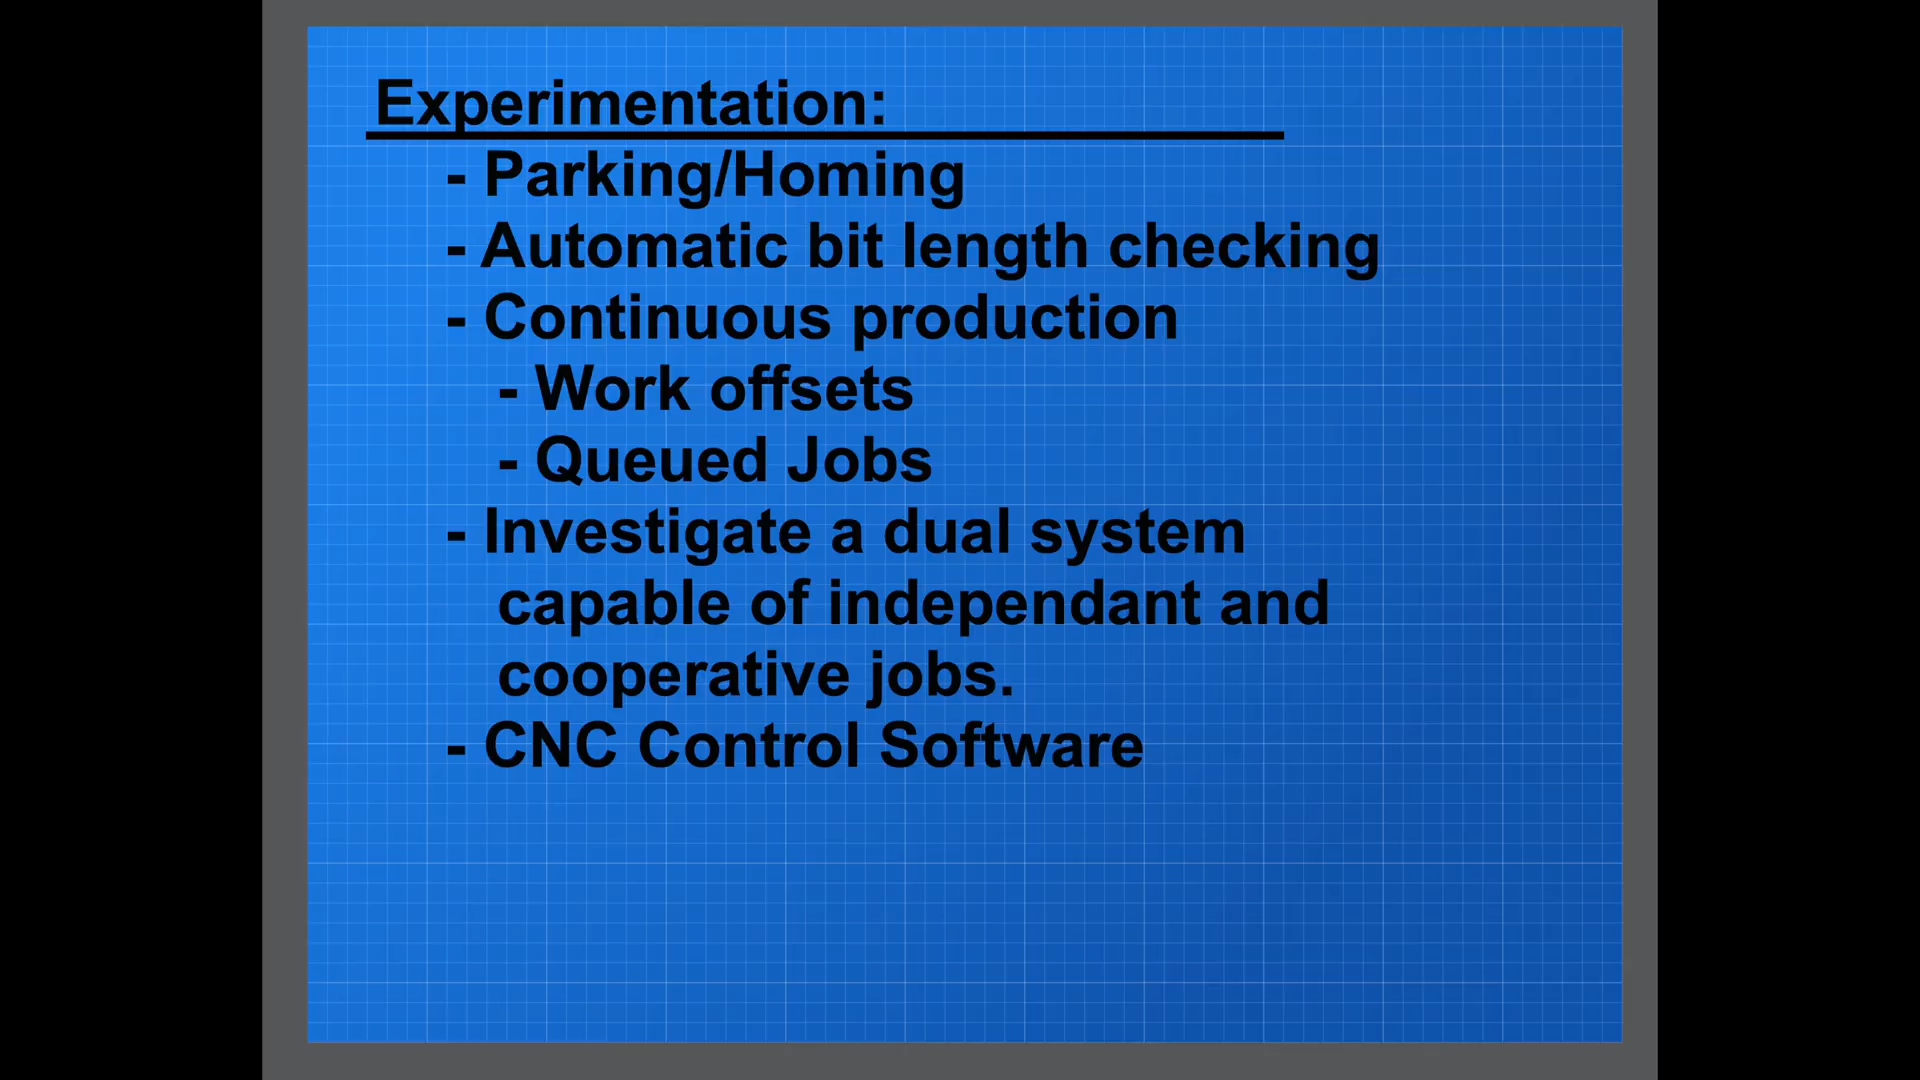 Experimentation:
- Parking/Homing
- Automatic bit length checking
- Continuous production
- Work offsets
- Queued Jobs
- Investigate a dual system
capable of independant and
cooperative jobs.
- CNC Control Software